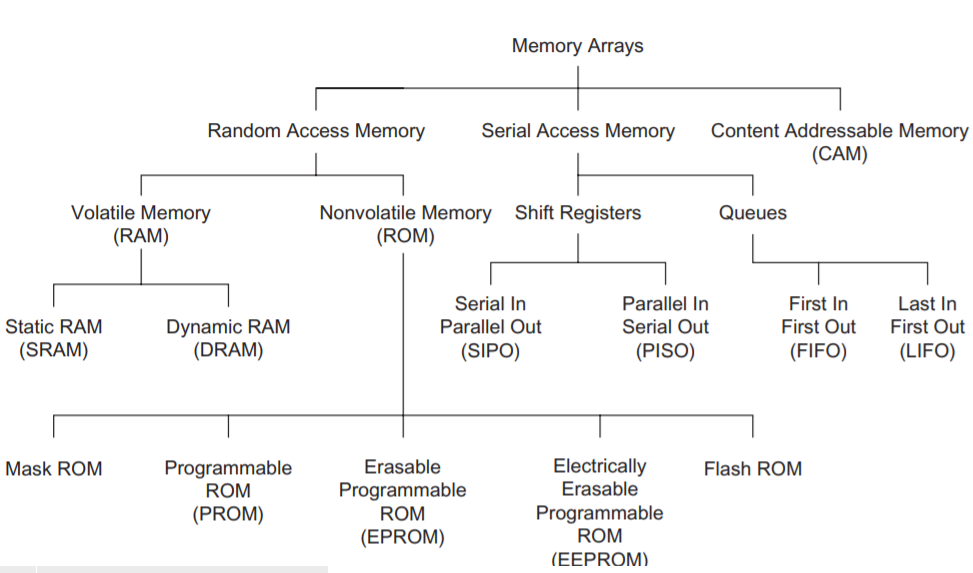 Memory Arrays
Random Access Memory
Serial Access Memory
Content Addressable Memory
(CAM)
Volatile Memory
(RAM)
Nonvolatile Memory
(ROM)
Shift Registers
Queues
Static RAM
(SRAM)
Dynamic RAM
(DRAM)
Serial In
Parallel Out
(SIPO)
Parallel In
Serial Out
(PISO)
First In
First Out
(FIFO)
Last In
First Out
(LIFO)
Mask ROM
Programmable
ROM
(PROM)
Erasable
Programmable
ROM
(EPROM)
Electrically
Erasable
Programmable
ROM
(EEPROM)
Flash ROM